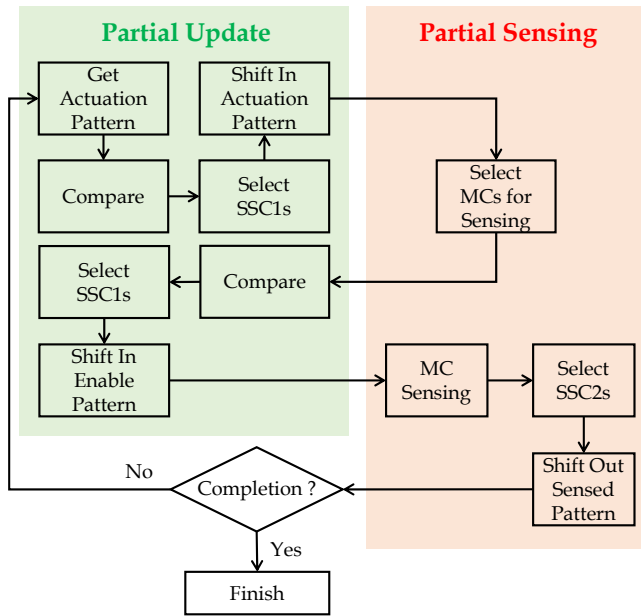 Partial Update
Partial Sensing
Get
Actuation
Pattern
Shift In
Actuation
Pattern
Compare
Select
SSC1s
Select
MCs for
Sensing
Select
SSC1s
Compare
Shift In
Enable
Pattern
MC
Sensing
Select
SSC2s
No
Completion ?
Shift Out
Sensed
Pattern
Yes
Finish